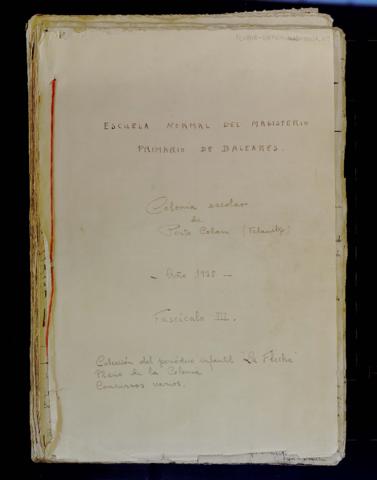 ESCUELA NORMAL DEL MAGISTERIO
PRIMARIO DE BALEARES.
Colonia escolar
de
Porto Colom (Felanitx)
– Año 1935 –
Fascículo III.
Colección del periódico infantil "La Flecha"
Plano de la Colonia
Concursos varios.